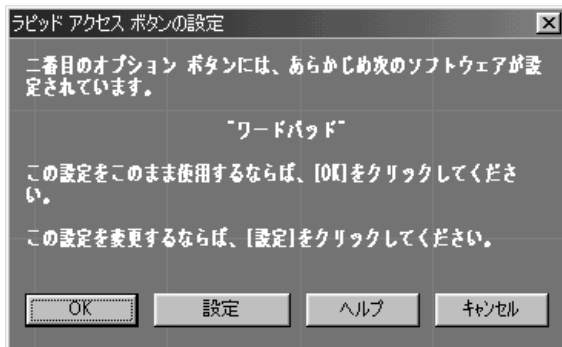 ラピッド アクセス ボタンの設定
二番目のオプション ボタンには、あらかじめ次のソフトウェアが設
定されています。
"ワードパッド"
この設定をこのまま使用するならば、[OK]をクリックしてくださ
い。
この設定を変更するならば、[設定]をクリックしてください。
OK 設定 ヘルプ キャンセル